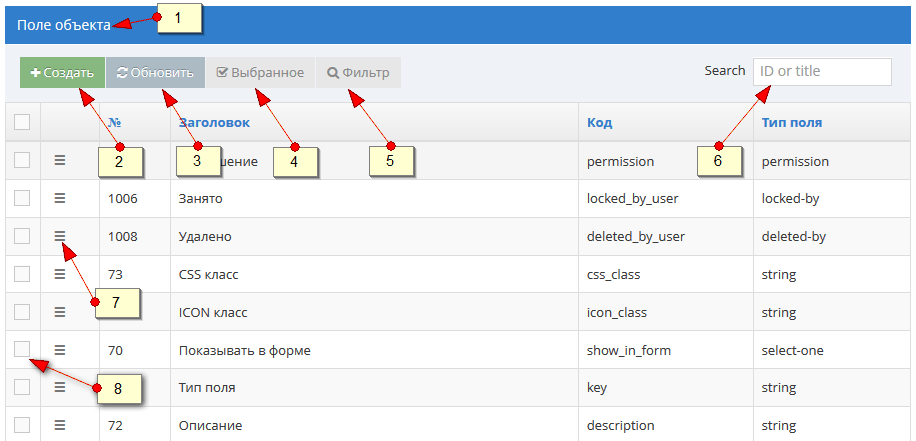 Поле объекта 1
Создать Обновить Выбранное Фильтр Search ID or title
№ Заголовок Код Тип поля
2 3 4 5 6
permission permission
1006 Занято locked_by_user locked-by
1008 Удалено deleted_by_user deleted-by
73 CSS класс css_class string
7
ICON класс icon_class string
70 Показывать в форме show_in_form select-one
8
Тип поля key string
72 Описание description string